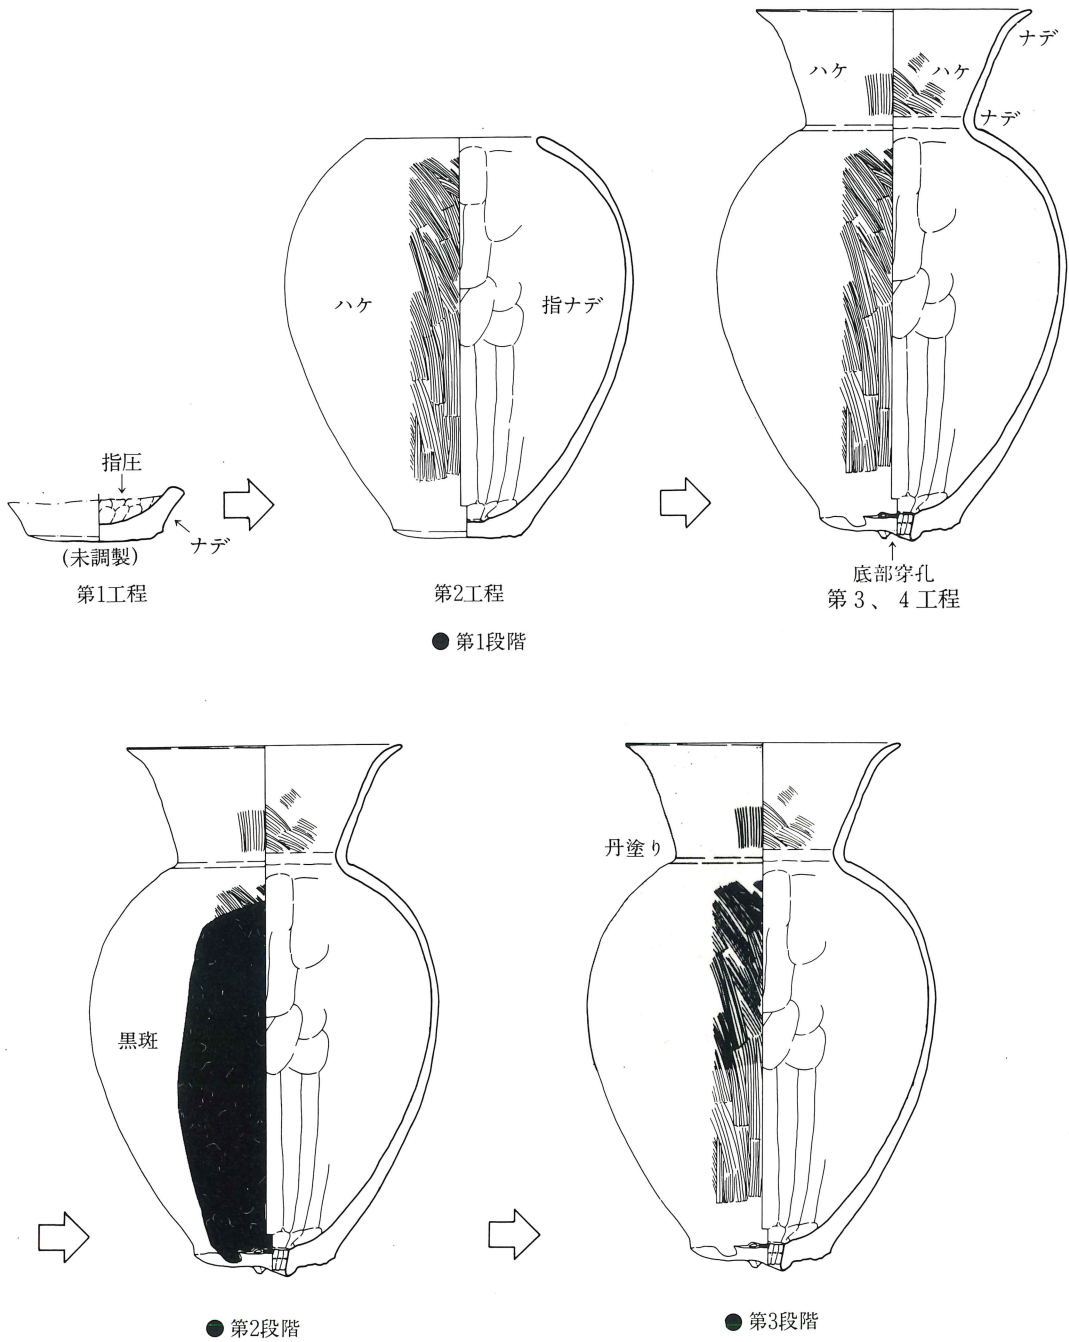 ナデ
ハケ
ハケ
ナデ
ハケ
指ナデ
指圧
ナデ
(未調製)
第1工程
第2工程
底部穿孔
第3、4工程
● 第1段階
丹塗り
黒斑
● 第2段階
● 第3段階